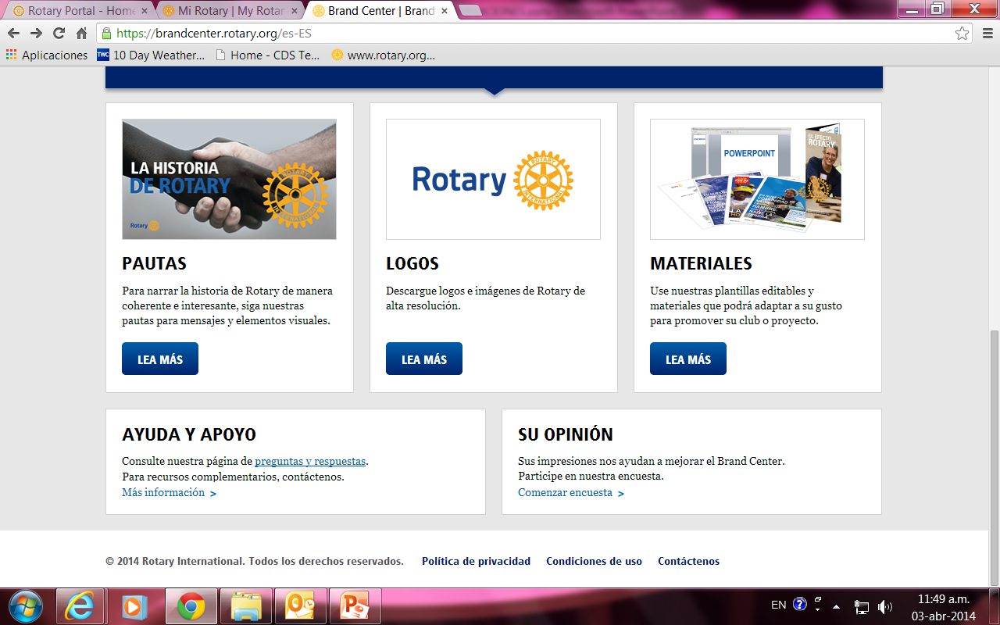 Rotary Portal - Home
Mi Rotary | My Rotar
Brand Center | Brand
https://brandcenter.rotary.org/es-ES
Aplicaciones
TWC
10 Day Weather...
Home - CDS Te...
www.rotary.org...
LA HISTORIA
DE ROTARY
ROTARY
INTERNATIONAL
Rotary
Rotary
ROTARY
INTERNATIONAL
POWERPOINT
EL EFECTO
ROTARY
PAUTAS
Para narrar la historia de Rotary de manera
coherente e interesante, siga nuestras
pautas para mensajes y elementos visuales.
LEA MÁS
LOGOS
Descargue logos e imágenes de Rotary de
alta resolución.
LEA MÁS
MATERIALES
Use nuestras plantillas editables y
materiales que podrá adaptar a su gusto
para promover su club o proyecto.
LEA MÁS
AYUDA Y APOYO
Consulte nuestra página de preguntas y respuestas.
Para recursos complementarios, contáctenos.
Más información >
SU OPINIÓN
Sus impresiones nos ayudan a mejorar el Brand Center.
Participe en nuestra encuesta.
Comenzar encuesta >
© 2014 Rotary International. Todos los derechos reservados. Política de privacidad Condiciones de uso Contáctenos
EN
11:49 a.m.
03-abr-2014